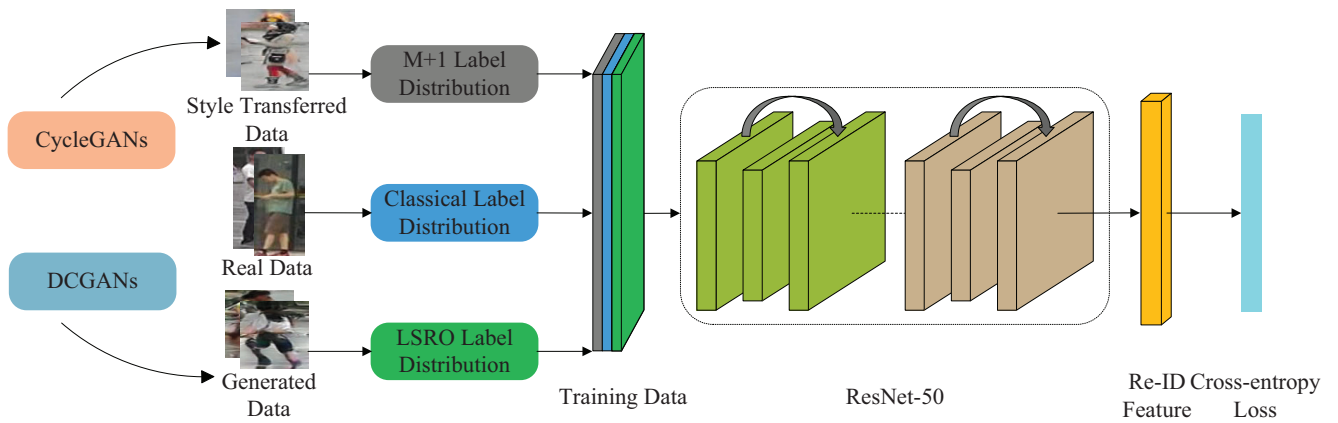 CycleGANs
DCGANs
Style Transferred
Data
Real Data
Generated
Data
M+1 Label
Distribution
Classical Label
Distribution
LSRO Label
Distribution
Training Data
ResNet-50
Re-ID
Feature
Cross-entropy
Loss